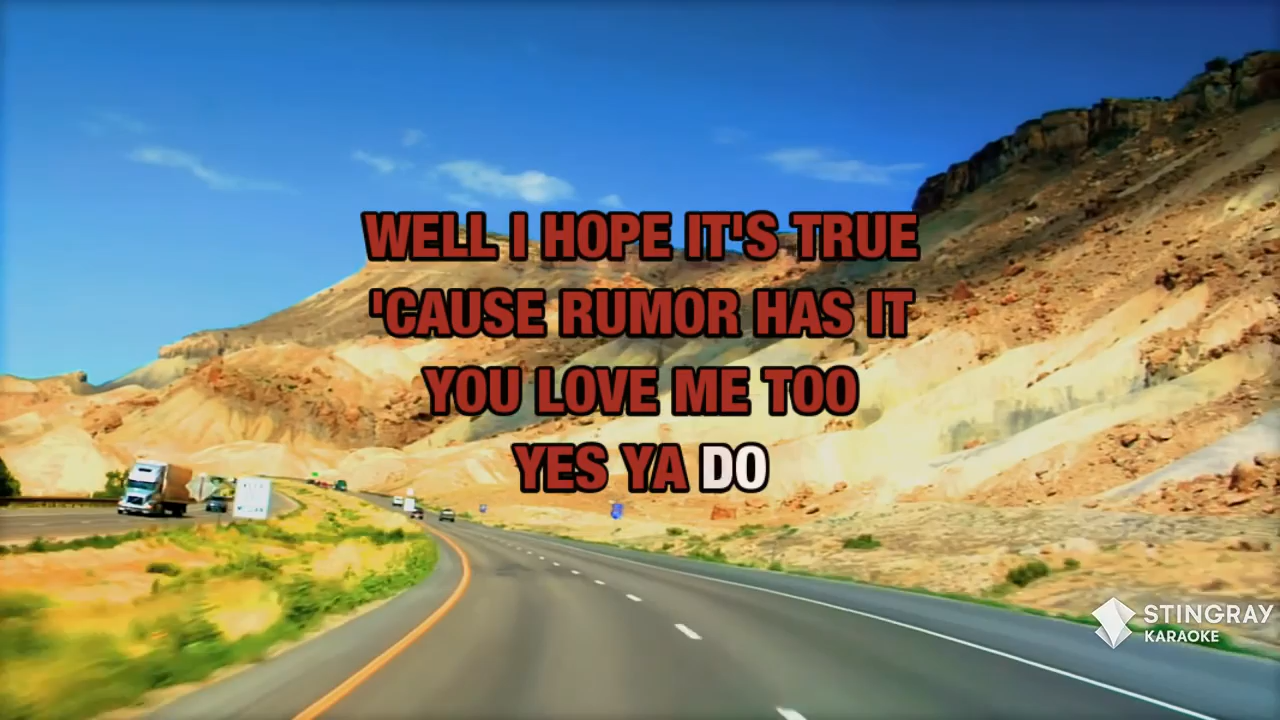 WELL I HOPE IT'S TRUE
'CAUSE RUMOR HAS IT
YOU LOVE ME TOO
YES YA DO
STINGRAY
KARAOKE